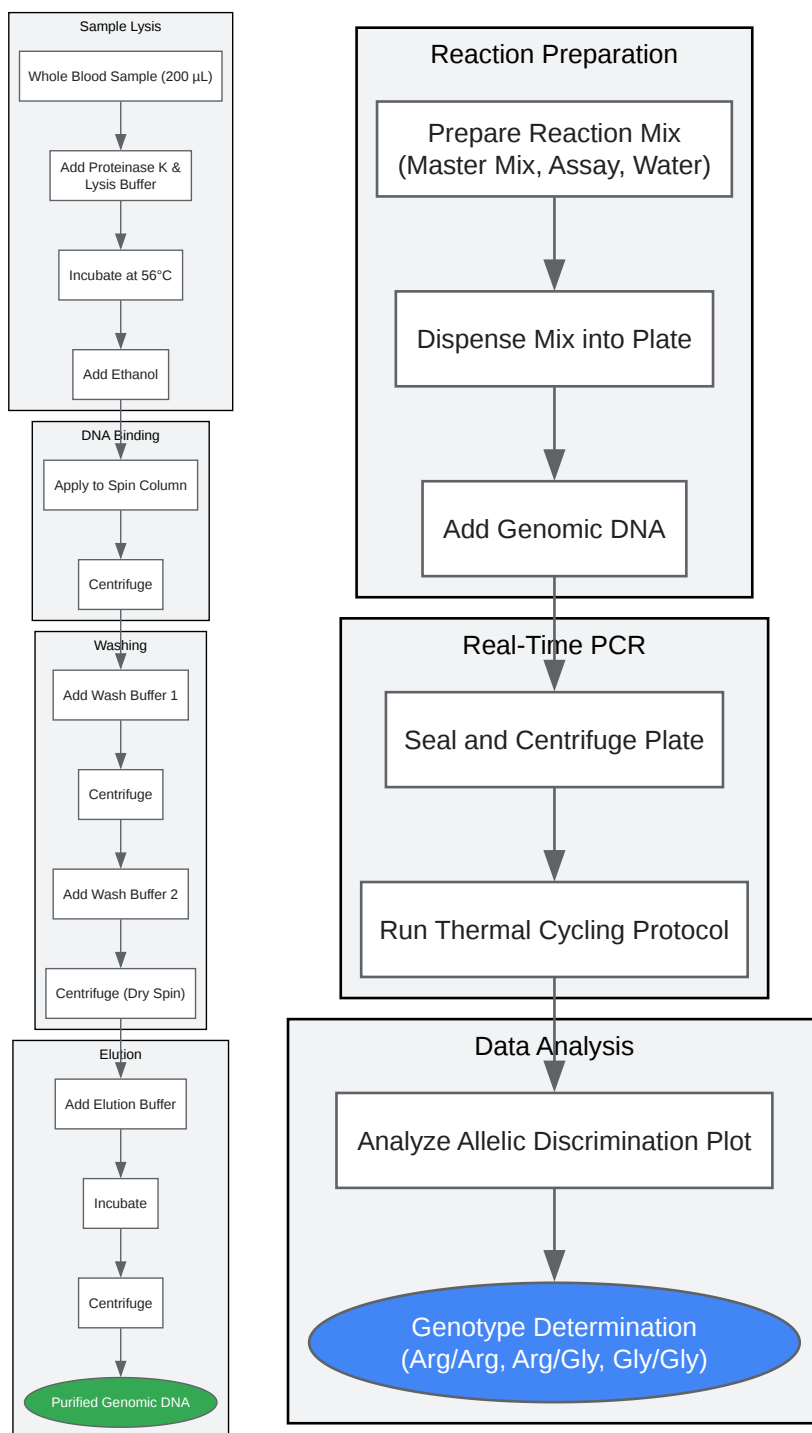 Sample Lysis
Whole Blood Sample (200 µL)
Add Proteinase K &
Lysis Buffer
Incubate at 56°C
Add Ethanol
DNA Binding
Apply to Spin Column
Centrifuge
Washing
Add Wash Buffer 1
Centrifuge
Add Wash Buffer 2
Centrifuge (Dry Spin)
Elution
Add Elution Buffer
Incubate
Centrifuge
Purified Genomic DNA
Reaction Preparation
Prepare Reaction Mix
(Master Mix, Assay, Water)
Dispense Mix into Plate
Add Genomic DNA
Real-Time PCR
Seal and Centrifuge Plate
Run Thermal Cycling Protocol
Data Analysis
Analyze Allelic Discrimination Plot
Genotype Determination
(Arg/Arg, Arg/Gly, Gly/Gly)